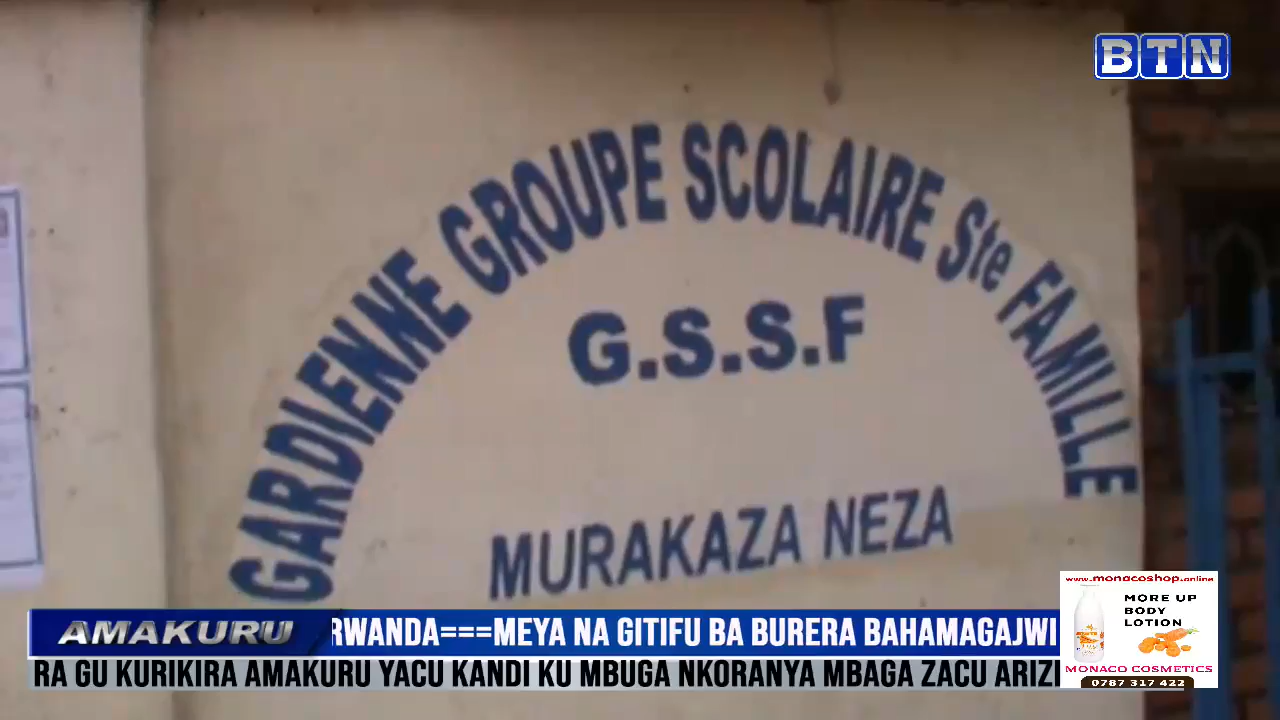 BTN
GARDIENNE GROUPE SCOLAIRE Ste FAMILLE
G.S.S.F
MURAKAZA NEZA
www.monacoshop.online
MORE UP
BODY
LOTION
MONACO COSMETICS
0787 317 422
AMAKURU
RWANDA===MEYA NA GITIFU BA BURERA BAHAMAGAJWI
RA GU KURIKIRA AMAKURU YACU KANDI KU MBUGA NKORANYA MBAGA ZACU ARIZI